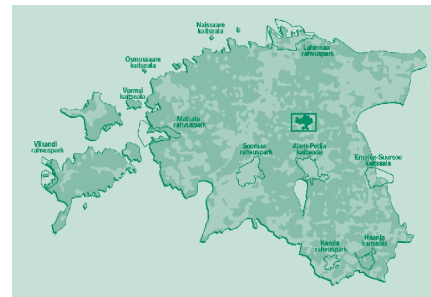 Naissaare
kaitseala
Lahemaa
rahvuspark
Osmussaare
kaitseala
Vormsi
kaitseala
Matsalu
rahvuspark
Vilsandi
rahvuspark
Soomaa
rahvuspark
Alam-Pedja
kaitseala
Emajõe-Suursoo
kaitseala
Karula
rahvuspark
Haanja
kaitseala